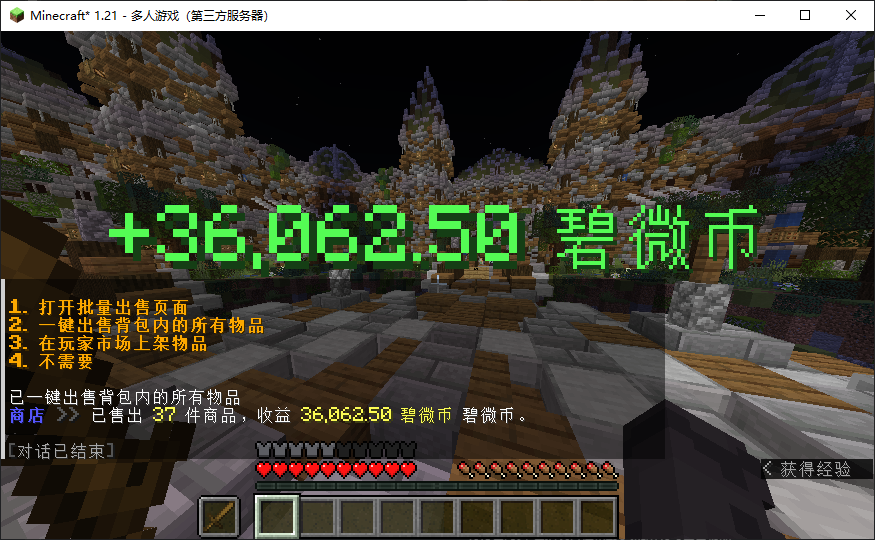 Minecraft* 1.21 - 多人游戏（第三方服务器）
+36,062.50 碧微币
1. 打开批量出售页面
2. 一键出售背包内的所有物品
3. 在玩家市场上架物品
4. 不需要
已一键出售背包内的所有物品
商店 >> 已售出 37 件商品，收益 36,062.50 碧微币 碧微币。
[对话已结束]
< 获得经验